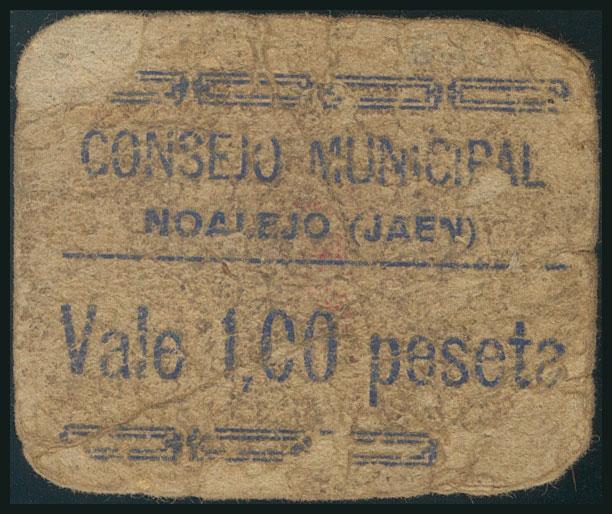 CONSEJO MUNICIPAL
NOALEJO (JAEN)
Vale 1,00 peseta